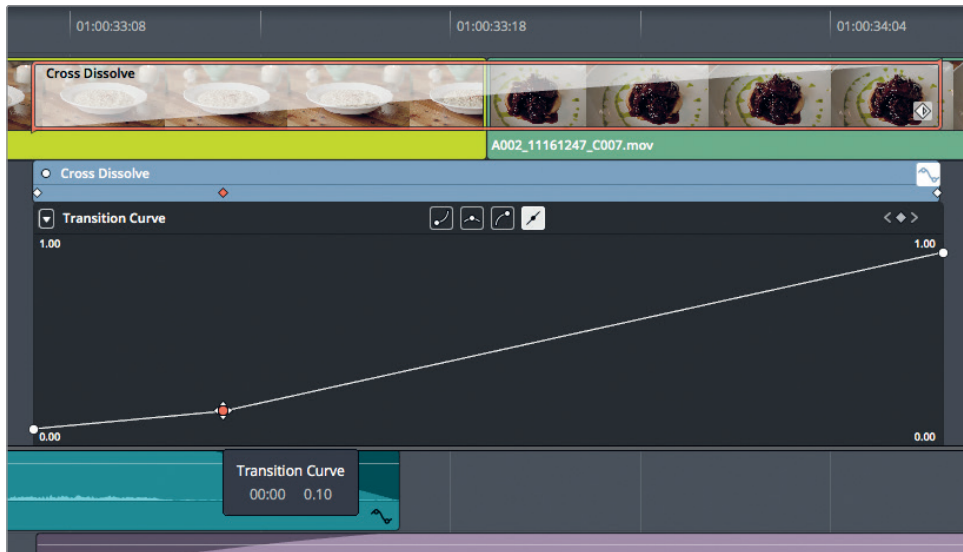 01:00:33:08
01:00:33:18
01:00:34:04
Cross Dissolve
A002_11161247_C007.mov
Cross Dissolve
Transition Curve
1.00
1.00
0.00
0.00
Transition Curve
00:00 0.10